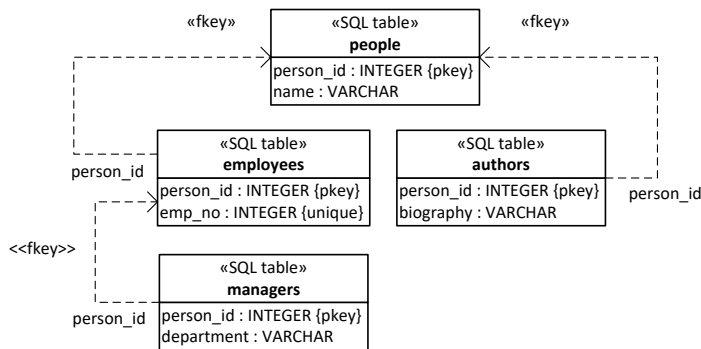 «fkey»
«fkey»
«SQL table»
people
person_id : INTEGER {pkey}
name : VARCHAR
«SQL table»
employees
person_id : INTEGER {pkey}
emp_no : INTEGER {unique}
person_id
«SQL table»
authors
person_id : INTEGER {pkey}
biography : VARCHAR
person_id
<<fkey>>
«SQL table»
managers
person_id : INTEGER {pkey}
department : VARCHAR
person_id